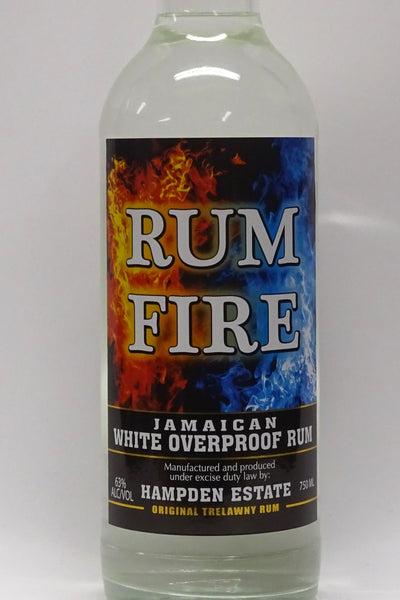 RUM
FIRE
JAMAICAN
WHITE OVERPROOF RUM
Manufactured and produced
under excise duty law by:
63%
ALC/VOL
HAMPDEN ESTATE
750 ML
ORIGINAL TRELAWNY RUM